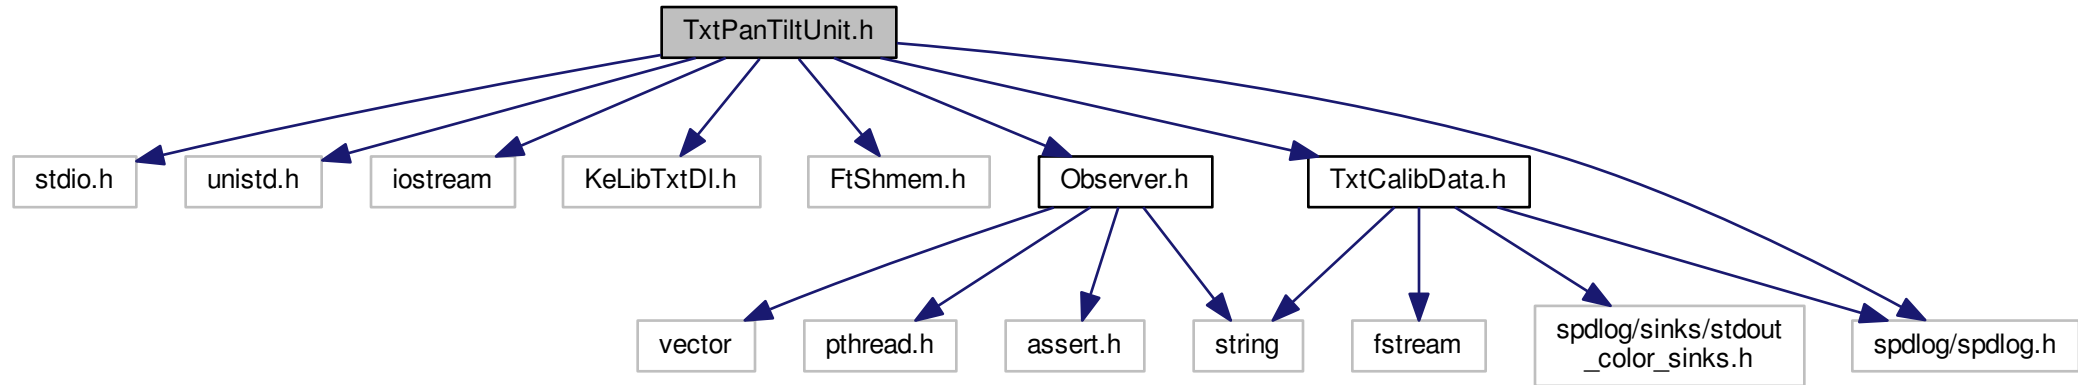 TxtPanTiltUnit.h
stdio.h
unistd.h
iostream
KeLibTxtDl.h
FtShmem.h
Observer.h
TxtCalibData.h
vector
pthread.h
assert.h
string
fstream
spdlog/sinks/stdout
_color_sinks.h
spdlog/spdlog.h